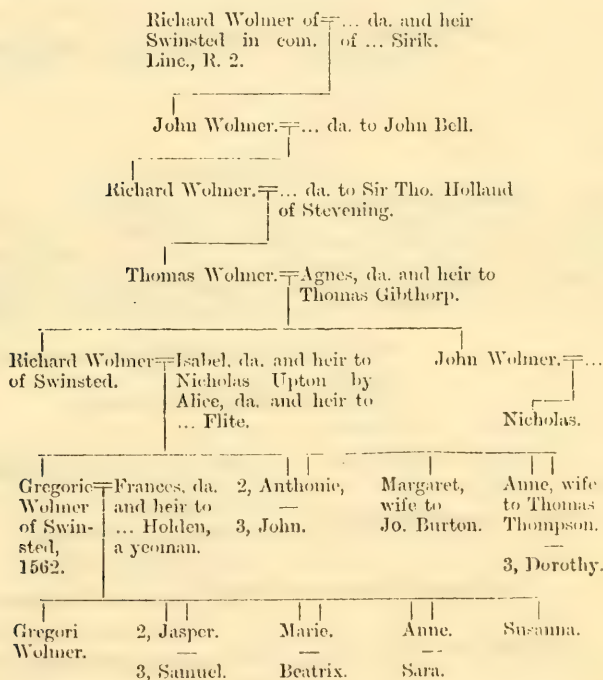 Richard Wolmer of=... da. and heir
Swinsted in com. of ... Sirik.
Linc., R. 2.
John Wolmer.=... da. to John Bell.
Richard Wolmer.=... da. to Sir Tho. Holland
of Stevening.
Thomas Wolmer.=Agnes, da. and heir to
Thomas Gibthorp.
Richard Wolmer=Isabel, da. and heir to
of Swinsted. Nicholas Upton by
Alice, da. and heir to
... Flite.
John Wolmer.=...
Nicholas.
Gregorie=Frances, da.
Wolmer and heir to
of Swin- ... Holden,
sted, a yeoman.
1562.
2, Anthonie,
—
3, John.
Margaret,
wife to
Jo. Burton.
Anne, wife
to Thomas
Thompson.
—
3, Dorothy.
Gregori
Wolmer.
2, Jasper.
—
3, Samuel.
Marie.
—
Beatrix.
Anne.
—
Sara.
Susanna.